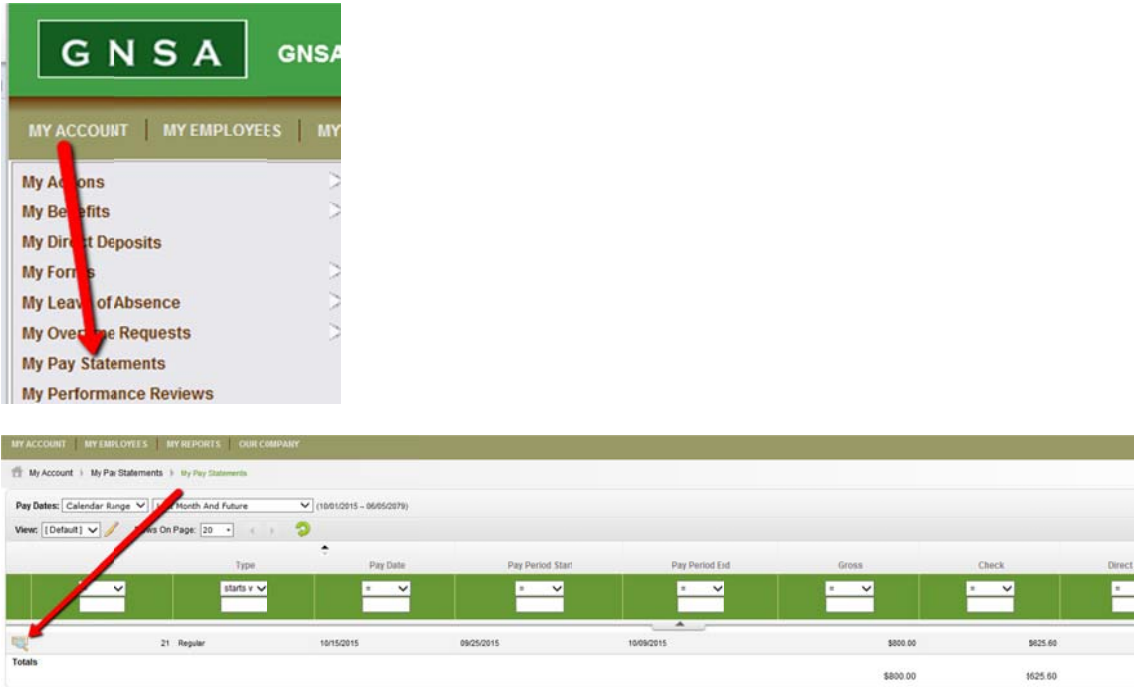 GNSA GNSA
MY ACCOUNT | MY EMPLOYEES | MY
My Actions
My Benefits
My Direct Deposits
My Forms
My Leave of Absence
My Overtime Requests
My Pay Statements
My Performance Reviews
MY ACCOUNT | MY EMPLOYEES | MY REPORTS | OUR COMPANY
My Account My Pay Statements My Pay Statements
Pay Dates: Calendar Range Month And Future (10/01/2015 - 06/05/2079)
View: [Default] On Page: 20
Type Pay Date Pay Period Start Pay Period End Gross Check Direct
= starts = = = = = =
21 Regular 10/15/2015 09/25/2015 10/09/2015 $800.00 $625.60
Totals
$800.00 $625.60